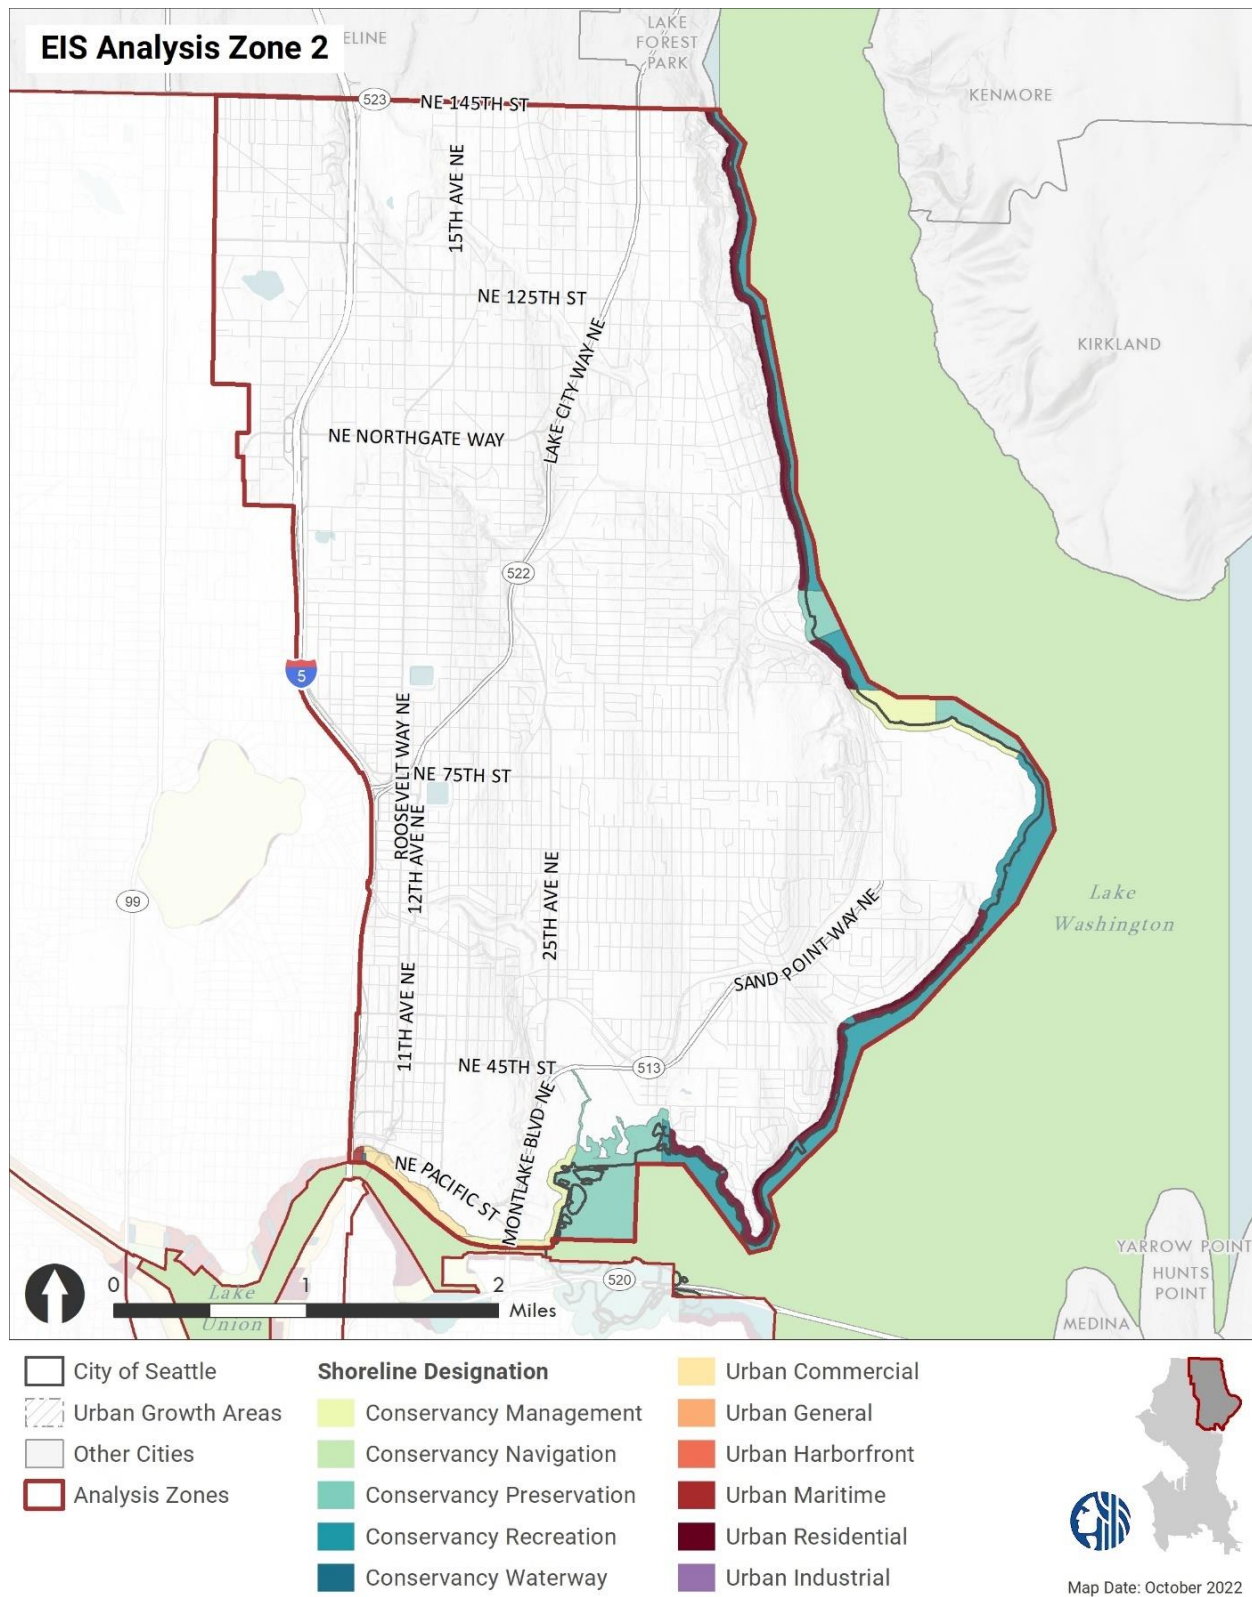 EIS Analysis Zone 2
ELINE
LAKE
FOREST
PARK
KENMORE
523
NE 145TH ST
15TH AVE NE
NE 125TH ST
LAKE CITY WAY NE
KIRKLAND
NE NORTHGATE WAY
522
5
ROOSEVELT WAY NE
NE 75TH ST
12TH AVE NE
25TH AVE NE
99
Lake
Washington
SAND POINT WAY NE
11TH AVE NE
NE 45TH ST
513
MONTLAKE BLVD NE
NE PACIFIC ST
YARROW POINT
HUNTS
POINT
MEDINA
520
Lake
Union
0 1 2
Miles
City of Seattle
Urban Growth Areas
Other Cities
Analysis Zones
Shoreline Designation
Conservancy Management
Conservancy Navigation
Conservancy Preservation
Conservancy Recreation
Conservancy Waterway
Urban Commercial
Urban General
Urban Harborfront
Urban Maritime
Urban Residential
Urban Industrial
Map Date: October 2022